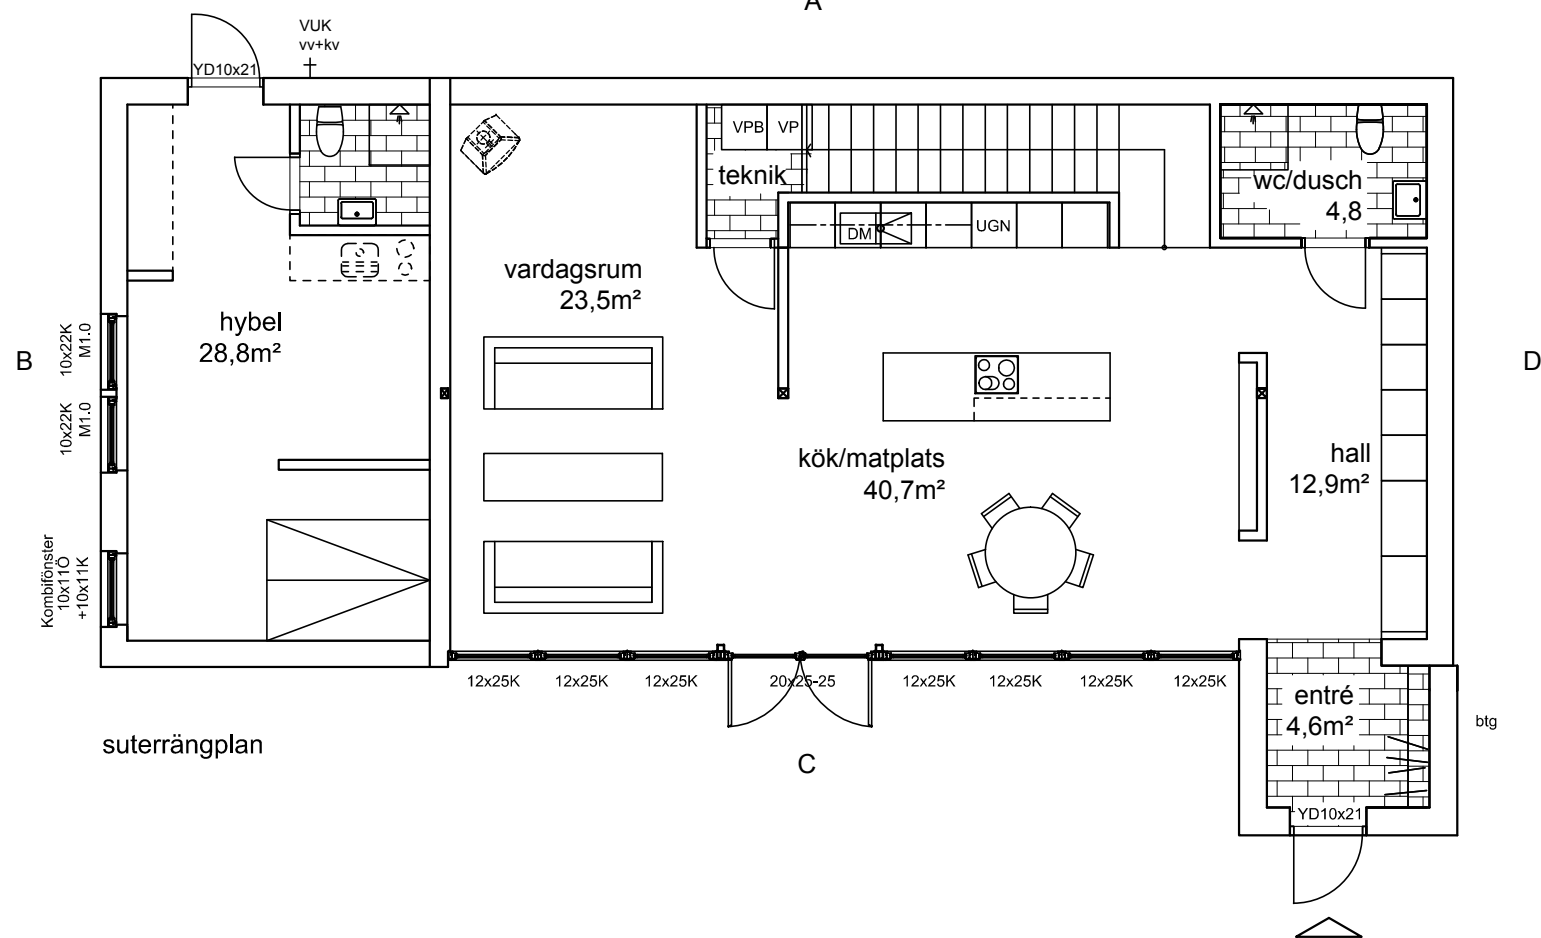 A
VUK
vv+kv
YD10x21
VPB
VP
teknik
wc/dusch
4,8
DM
UGN
vardagsrum
23,5m²
hybel
28,8m²
B
10x22K
M1.0
10x22K
M1.0
D
kök/matplats
40,7m²
hall
12,9m²
Kombifönster
10x11Ö
+10x11K
12x25K
12x25K
12x25K
20x25-25
12x25K
12x25K
12x25K
12x25K
entré
4,6m²
btg
suterrängplan
C
YD10x21